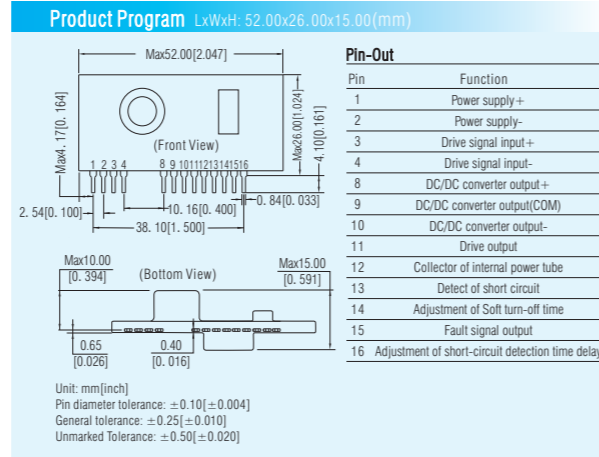 Product Program LxWxH: 52.00x26.00x15.00(mm)
Max52.00[2.047]
Max4.17[0.164]
(Front View)
Max26.00[1.024]
4.10[0.161]
1 2 3 4 8 9 10 11 12 13 14 15 16
2.54[0.100]
10.16[0.400]
0.84[0.033]
38.10[1.500]
Max10.00
[0.394]
(Bottom View)
Max15.00
[0.591]
0.65
[0.026]
0.40
[0.016]
Unit: mm[inch]
Pin diameter tolerance: ±0.10[±0.004]
General tolerance: ±0.25[±0.010]
Unmarked Tolerance: ±0.50[±0.020]
Pin-Out
Pin Function
1 Power supply+
2 Power supply-
3 Drive signal input+
4 Drive signal input-
8 DC/DC converter output+
9 DC/DC converter output(COM)
10 DC/DC converter output-
11 Drive output
12 Collector of internal power tube
13 Detect of short circuit
14 Adjustment of Soft turn-off time
15 Fault signal output
16 Adjustment of short-circuit detection time delay